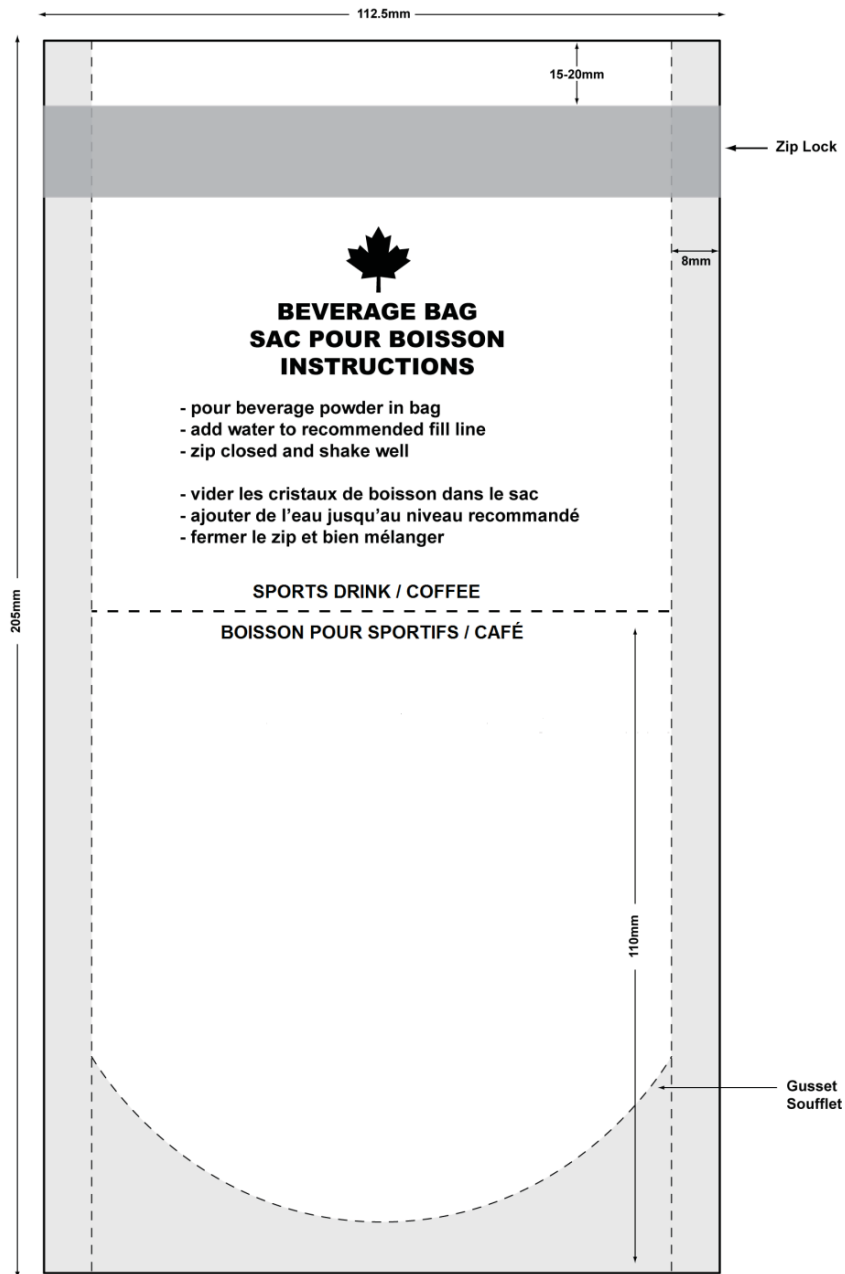 112.5mm
15-20mm
Zip Lock
8mm
BEVERAGE BAG
SAC POUR BOISSON
INSTRUCTIONS
- pour beverage powder in bag
- add water to recommended fill line
- zip closed and shake well
- vider les cristaux de boisson dans le sac
- ajouter de l’eau jusqu’au niveau recommandé
- fermer le zip et bien mélanger
SPORTS DRINK / COFFEE
205mm
BOISSON POUR SPORTIFS / CAFÉ
110mm
Gusset
Soufflet